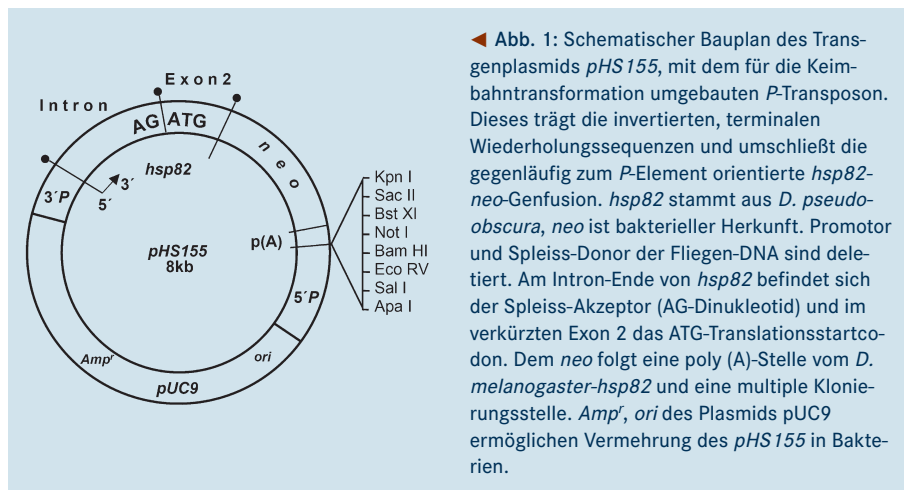 Exon2
Intron
AG ATG
neo
hsp82
3´
5´
3´P
pHS155
8kb
p(A)
Kpn I
Sac II
Bst XI
Not I
Bam HI
Eco RV
Sal I
Apa I
5´P
Ampʳ
ori
pUC9
◄ Abb. 1: Schematischer Bauplan des Trans-
genplasmids pHS155, mit dem für die Keim-
bahntransformation umgebauten P-Transposon.
Dieses trägt die invertierten, terminalen
Wiederholungssequenzen und umschließt die
gegenläufig zum P-Element orientierte hsp82-
neo-Genfusion. hsp82 stammt aus D. pseudo-
obscura, neo ist bakterieller Herkunft. Promotor
und Spleiss-Donor der Fliegen-DNA sind dele-
tiert. Am Intron-Ende von hsp82 befindet sich
der Spleiss-Akzeptor (AG-Dinukleotid) und im
verkürzten Exon 2 das ATG-Translationsstartco-
don. Dem neo folgt eine poly (A)-Stelle vom D.
melanogaster-hsp82 und eine multiple Klonie-
rungsstelle. Ampʳ, ori des Plasmids pUC9
ermöglichen Vermehrung des pHS155 in Bakte-
rien.